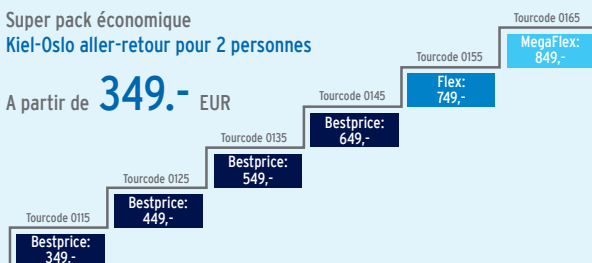 Super pack économique
Kiel-Oslo aller-retour pour 2 personnes
A partir de 349.- EUR
Tourcode 0165
MegaFlex:
849,-
Tourcode 0155
Flex:
749,-
Tourcode 0145
Bestprice:
649,-
Tourcode 0135
Bestprice:
549,-
Tourcode 0125
Bestprice:
449,-
Tourcode 0115
Bestprice:
349.-